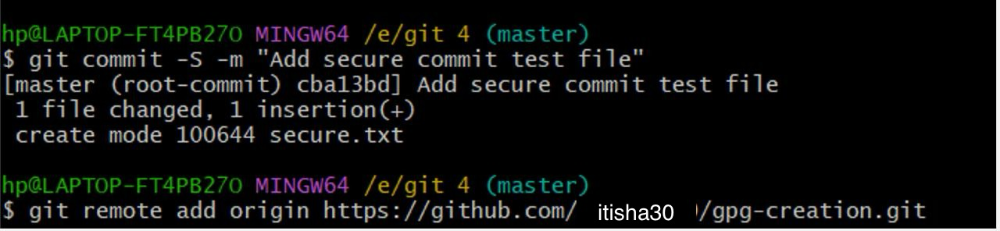 hp@LAPTOP-FT4PB27O MINGW64 /e/git 4 (master)
$ git commit -S -m "Add secure commit test file"
[master (root-commit) cba13bd] Add secure commit test file
1 file changed, 1 insertion(+)
create mode 100644 secure.txt
hp@LAPTOP-FT4PB27O MINGW64 /e/git 4 (master)
$ git remote add origin https://github.com/ itisha30 /gpg-creation.git